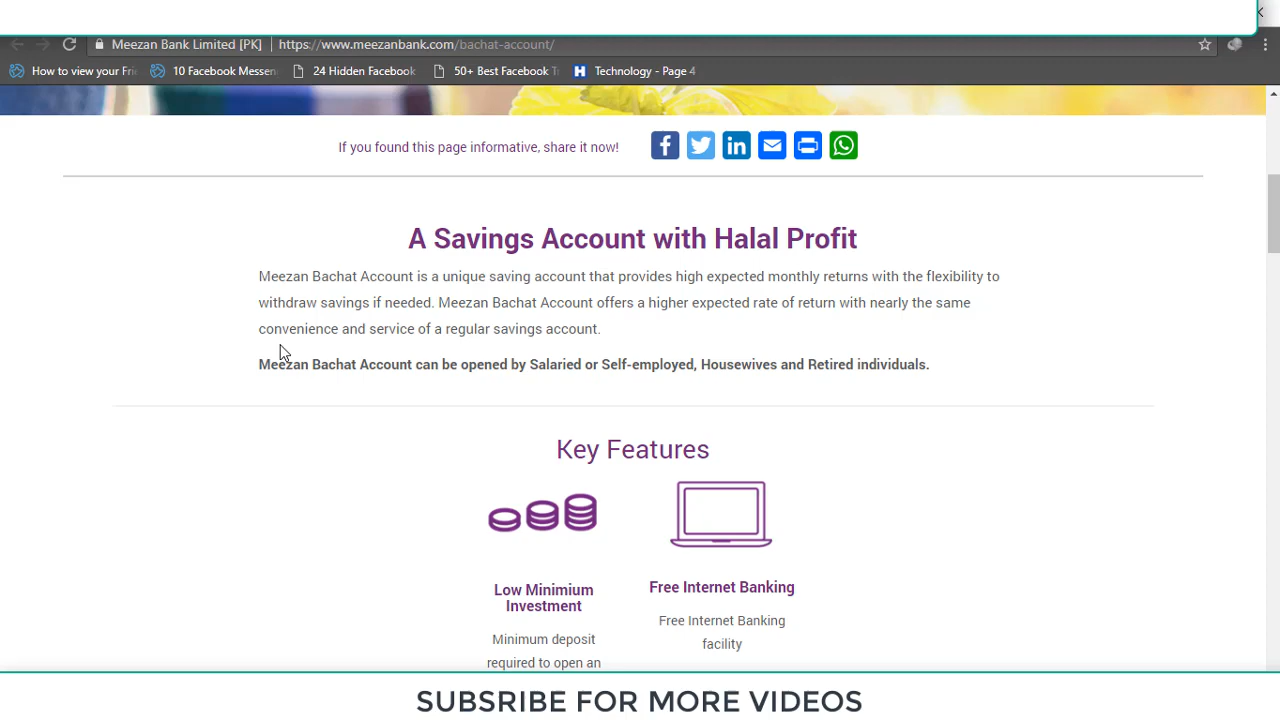 Meezan Bank Limited [PK] | https://www.meezanbank.com/bachat-account/
How to view your Frie 10 Facebook Messen 24 Hidden Facebook 50+ Best Facebook T H Technology - Page 4
If you found this page informative, share it now!
A Savings Account with Halal Profit
Meezan Bachat Account is a unique saving account that provides high expected monthly returns with the flexibility to
withdraw savings if needed. Meezan Bachat Account offers a higher expected rate of return with nearly the same
convenience and service of a regular savings account.
Meezan Bachat Account can be opened by Salaried or Self-employed, Housewives and Retired individuals.
Key Features
Low Minimium
Investment
Minimum deposit
required to open an
Free Internet Banking
Free Internet Banking
facility
SUBSRIBE FOR MORE VIDEOS